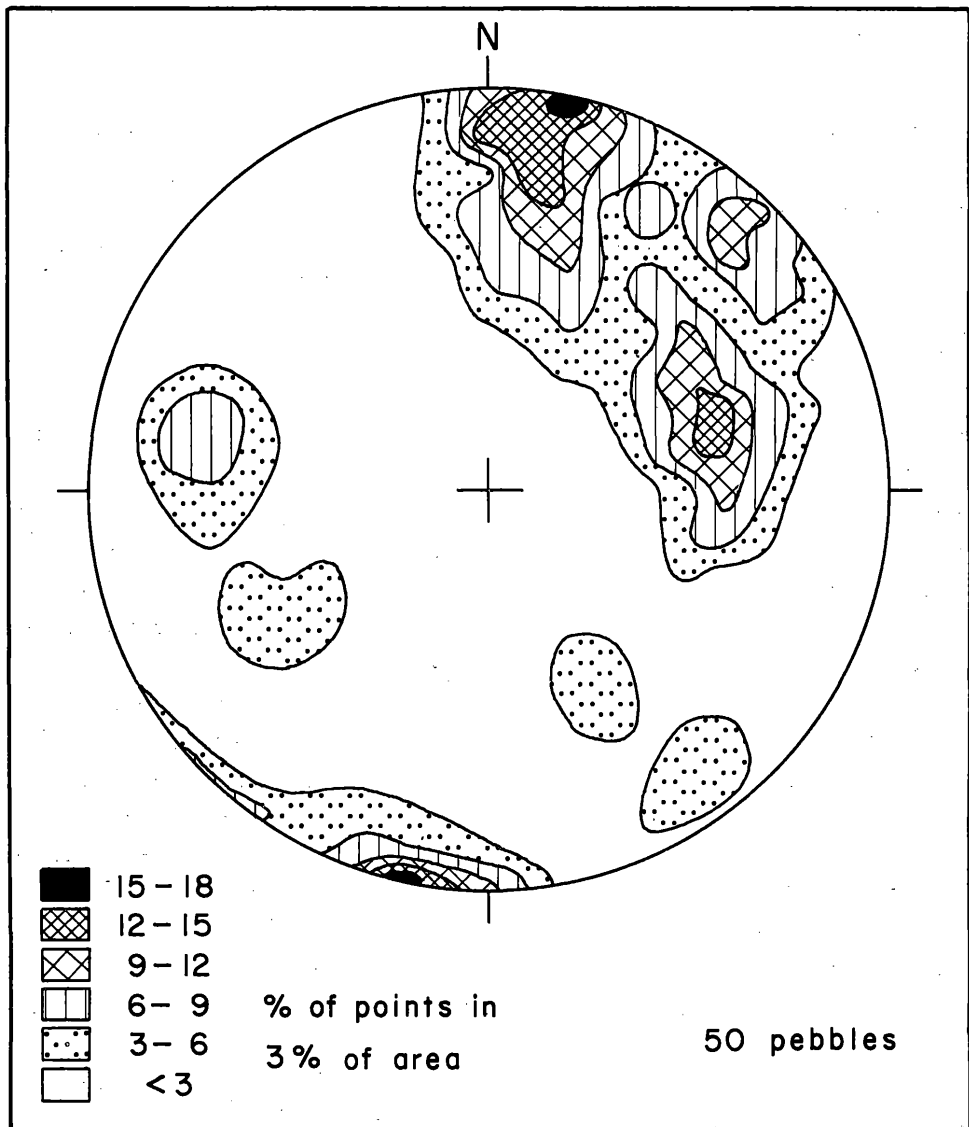 N
15-18
12-15
9-12
6-9
3-6
<3
% of points in
3% of area
50 pebbles